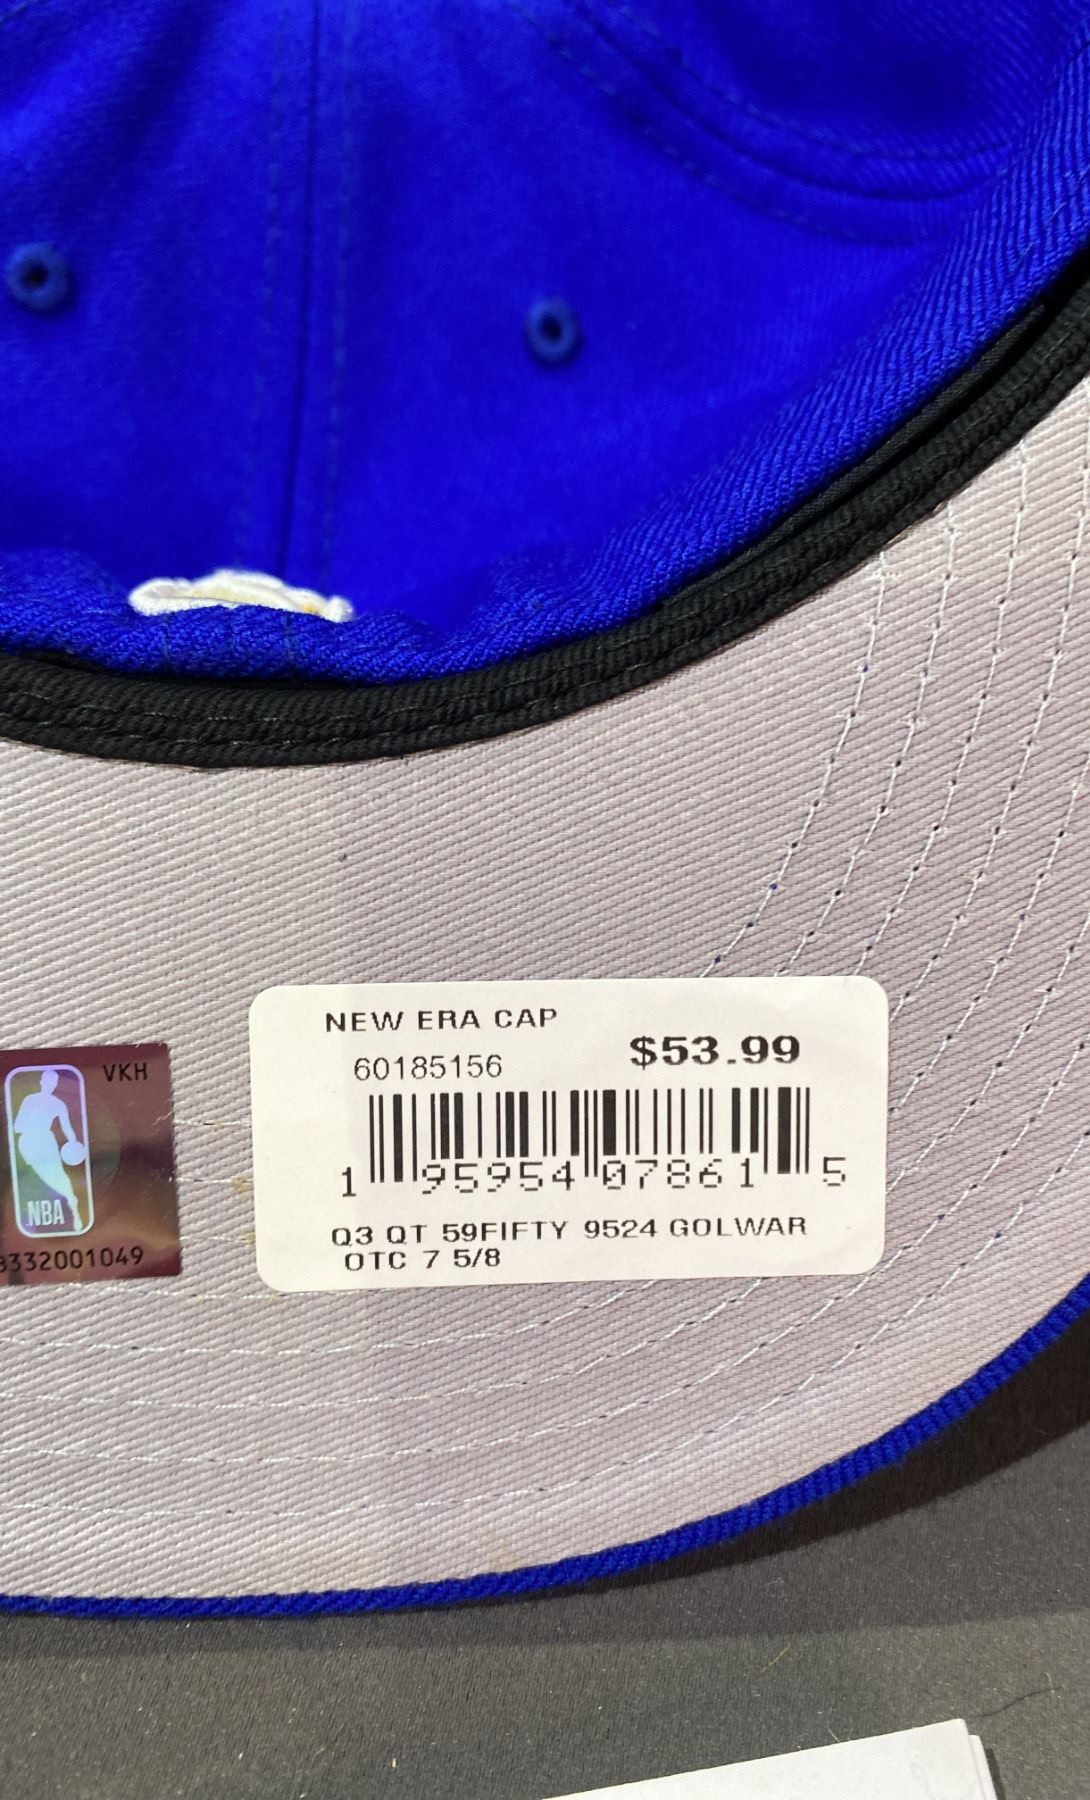 NEW ERA CAP
60185156
$53.99
1 95954 07861 5
Q3 QT 59FIFTY 9524 GOLWAR
OTC 7 5/8
VKH
NBA
3332001049